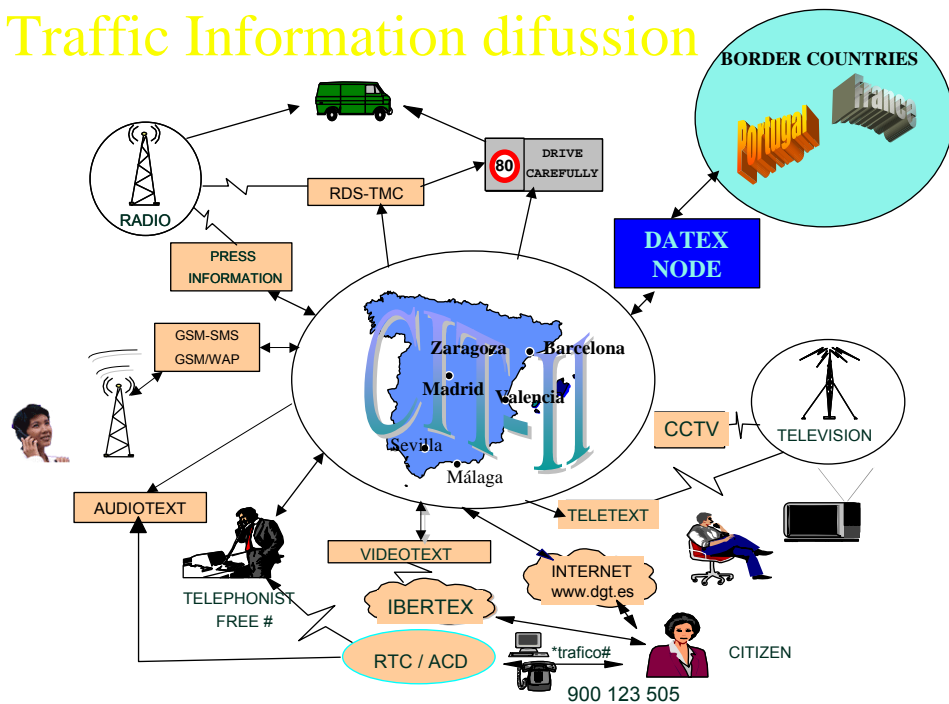 Traffic Information difussion
BORDER COUNTRIES
Portugal
France
80
DRIVE
CAREFULLY
RADIO
RDS-TMC
PRESS
INFORMATION
DATEX
NODE
GSM-SMS
GSM/WAP
CIT-II
Zaragoza
Barcelona
Madrid
Valencia
Sevilla
Málaga
CCTV
TELEVISION
AUDIOTEXT
TELETEXT
VIDEOTEXT
INTERNET
www.dgt.es
TELEPHONIST
FREE #
IBERTEX
RTC / ACD
*trafico#
CITIZEN
900 123 505